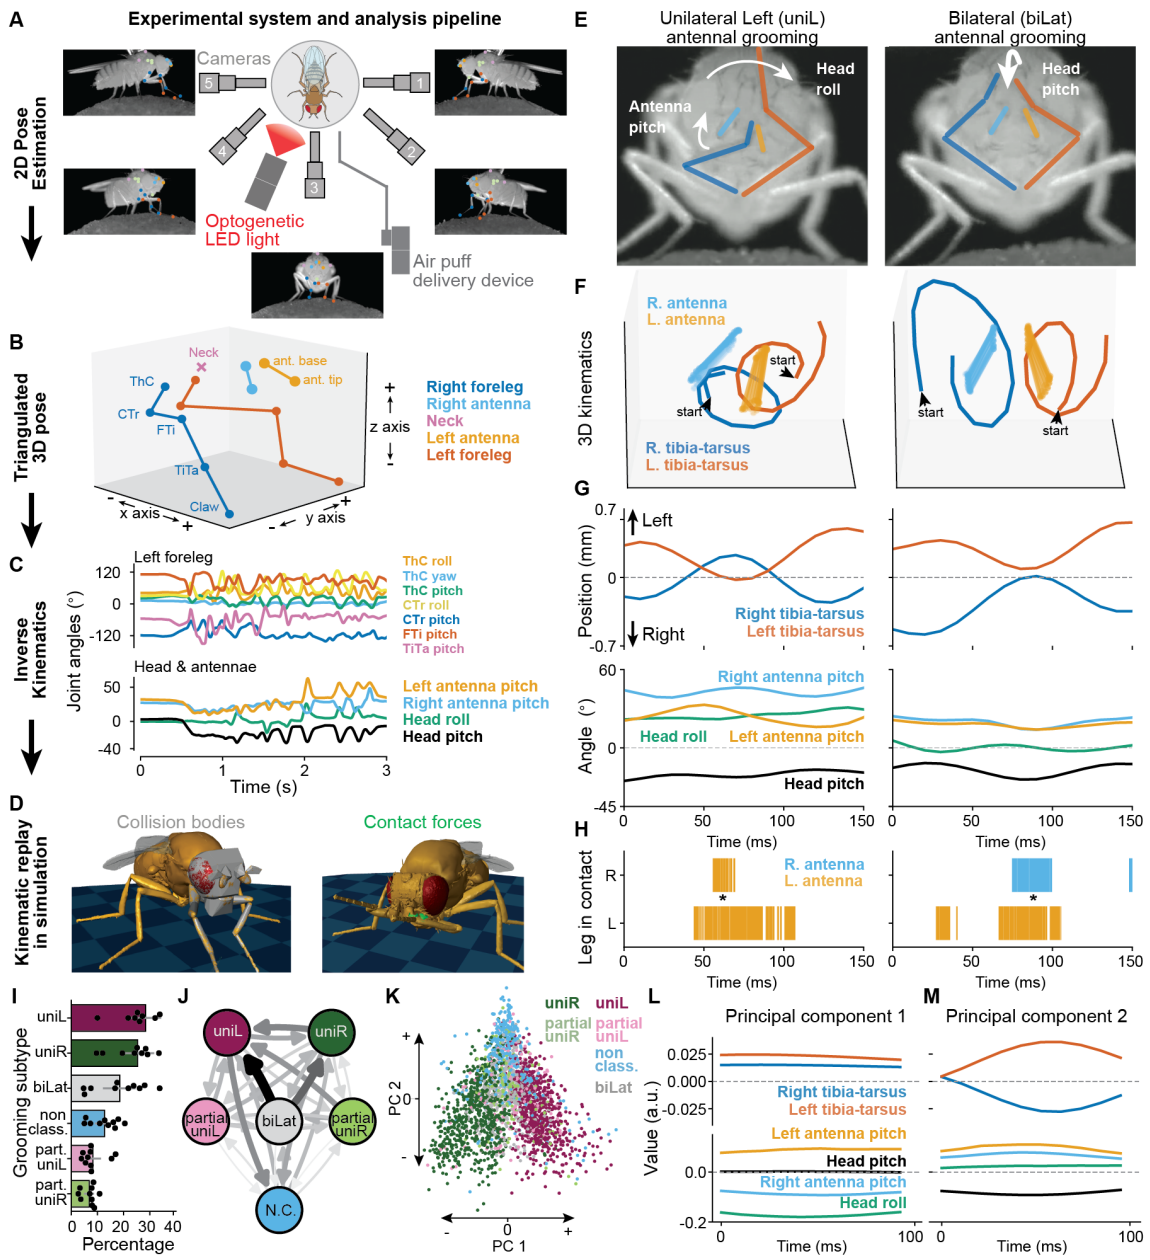 A
Experimental system and analysis pipeline
2D Pose
Estimation
Cameras
5
1
4
2
3
Optogenetic
LED light
Air puff
delivery device
B
Triangulated
3D pose
Neck
ant. base
ant. tip
ThC
CTr
FTi
TiTa
Claw
+
z axis
-
- x axis +
- y axis +
Right foreleg
Right antenna
Neck
Left antenna
Left foreleg
C
Inverse
Kinematics
Joint angles (°)
Left foreleg
120
0
-120
ThC roll
ThC yaw
ThC pitch
CTr roll
CTr pitch
FTi pitch
TiTa pitch
Head & antennae
50
0
-40
Left antenna pitch
Right antenna pitch
Head roll
Head pitch
0 1 2 3
Time (s)
D
Kinematic replay
in simulation
Collision bodies
Contact forces
E
Unilateral Left (uniL)
antennal grooming
Bilateral (biLat)
antennal grooming
Head
roll
Antenna
pitch
Head
pitch
F
3D kinematics
R. antenna
L. antenna
start
start
R. tibia-tarsus
L. tibia-tarsus
start
start
G
Position (mm)
0.7
0
-0.7
Left
Right
Right tibia-tarsus
Left tibia-tarsus
Angle (°)
60
0
-45
Right antenna pitch
Head roll
Left antenna pitch
Head pitch
0 50 100 150
Time (ms)
0 50 100 150
Time (ms)
H
Leg in contact
R
L
R. antenna
L. antenna
*
*
0 50 100 150
Time (ms)
0 50 100 150
Time (ms)
I
Grooming subtype
uniL
uniR
biLat
non
class.
part.
uniL
part.
uniR
0 10 20 30 40
Percentage
J
uniL
uniR
partial
uniL
biLat
partial
uniR
N.C.
K
uniR uniL
partial partial
uniR uniL
non
class.
biLat
+
PC 2
0
-
- 0 +
PC 1
L
Principal component 1
Value (a.u.)
0.025
0.000
-0.025
Right tibia-tarsus
Left tibia-tarsus
Left antenna pitch
Head pitch
Right antenna pitch
Head roll
0.0
-0.2
0 100
Time (ms)
M
Principal component 2
0 100
Time (ms)